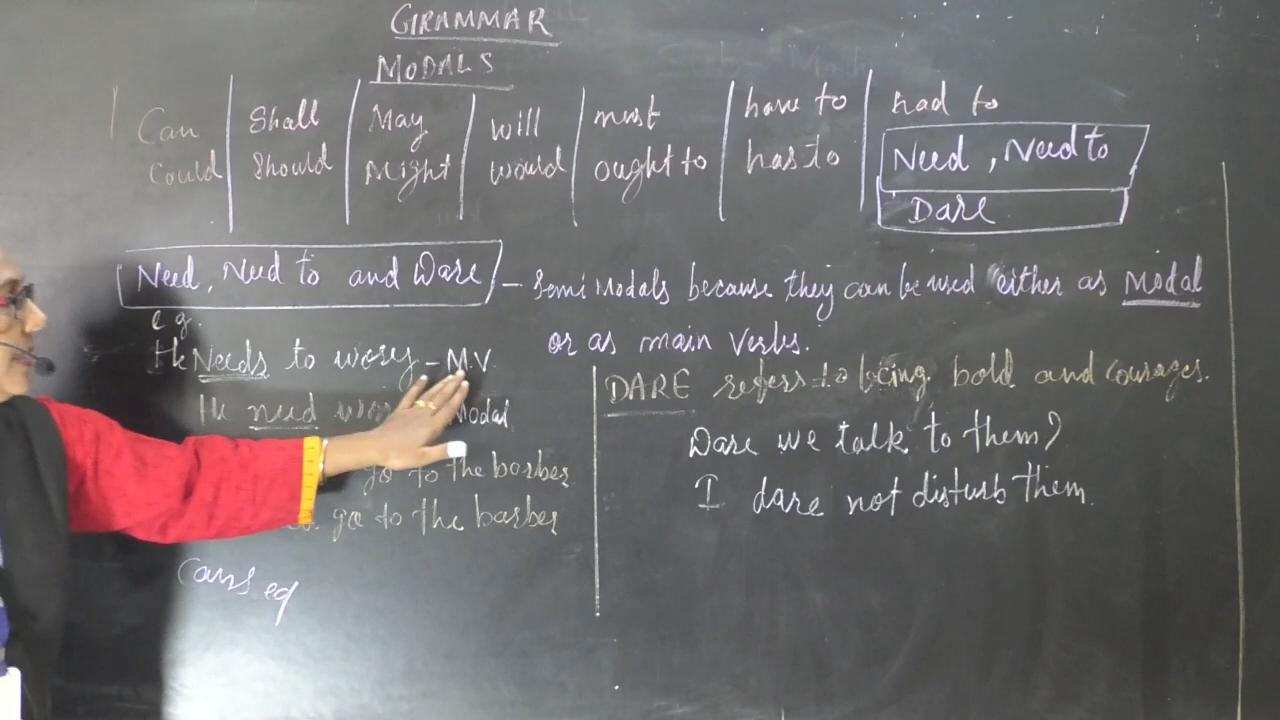 GRAMMAR
MODALS
Can | Shall | May | will | must | have to | had to
Could | Should | Might | would | ought to | has to | Need, Need to
Dare
Need, Need to and Dare - Semi Modals because they can be used either as Modal
or as main verbs.
e g.
He Needs to worry - M.V.
He need Modal
go to the barber
go to the barber
DARE refers to being bold and courages.
Dare we talk to them?
I dare not disturb them.